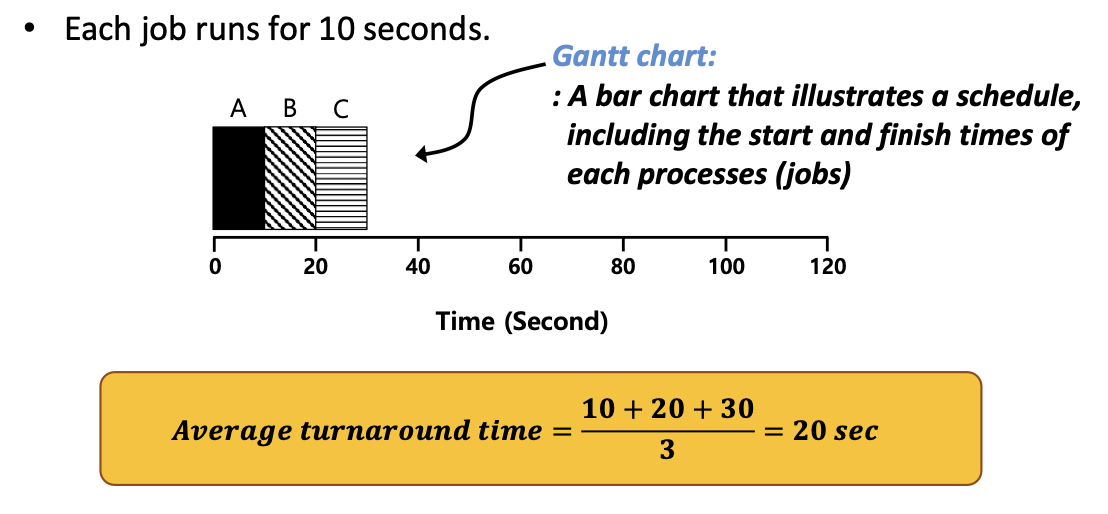 • Each job runs for 10 seconds.
Gantt chart:
: A bar chart that illustrates a schedule,
including the start and finish times of
each processes (jobs)
A B C
0 20 40 60 80 100 120
Time (Second)
Average turnaround time = \frac{10 + 20 + 30}{3} = 20 sec